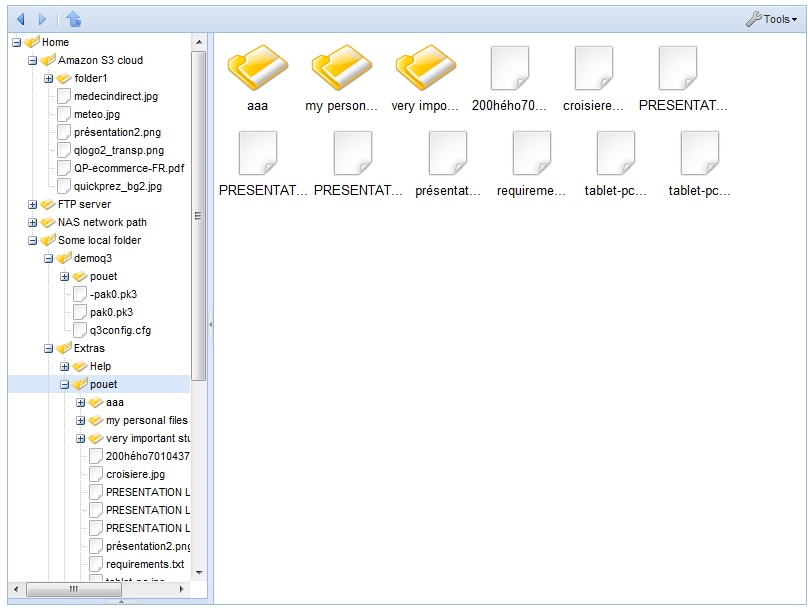 Tools
Home
Amazon S3 cloud
folder1
medecindirect.jpg
meteo.jpg
présentation2.png
qlogo2_transp.png
QP-ecommerce-FR.pdf
quickprez_bg2.jpg
FTP server
NAS network path
Some local folder
demoq3
pouet
-pak0.pk3
pak0.pk3
q3config.cfg
Extras
Help
pouet
aaa
my personal files
very important stu
200hého7010437
croisiere.jpg
PRESENTATION L
PRESENTATION L
PRESENTATION L
présentation2.png
requirements.txt
tablet-pc.jpg
aaa my person... very impo... 200hého70... croisiere... PRESENTAT...
PRESENTAT... PRESENTAT... présentat... requireme... tablet-pc... tablet-pc...